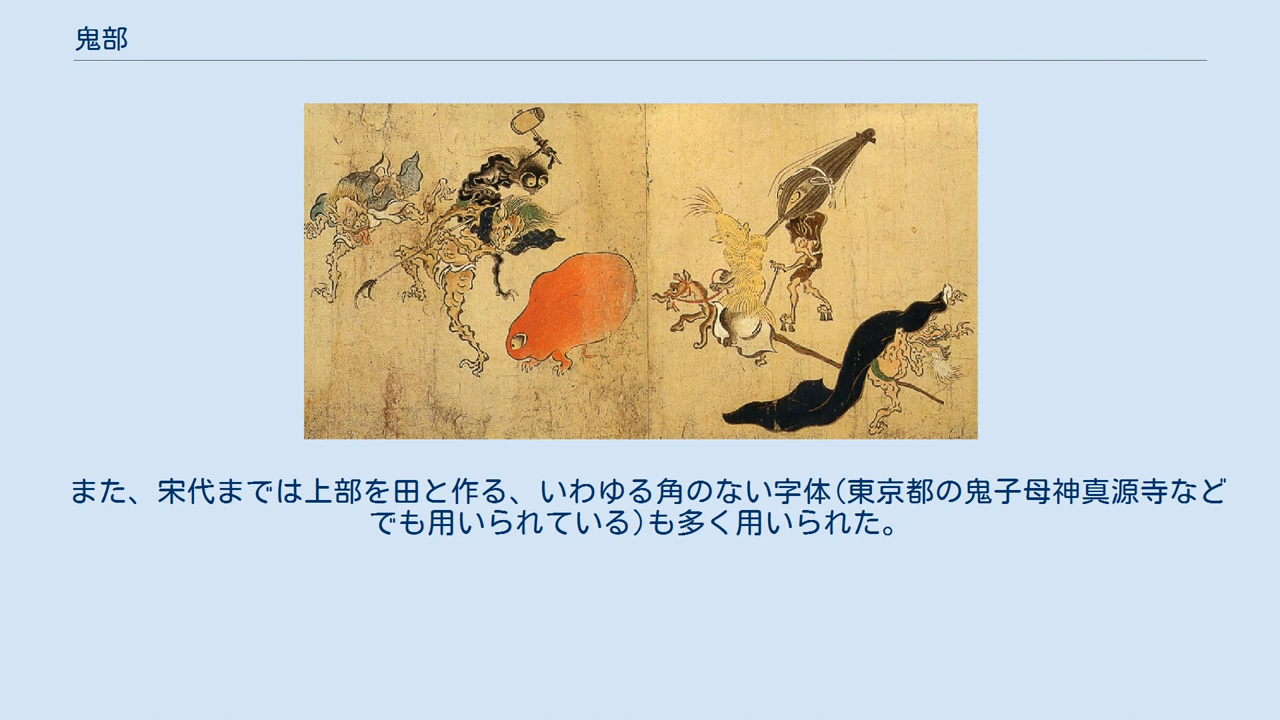 鬼部
また、宋代までは上部を田と作る、いわゆる角のない字体(東京都の鬼子母神真源寺など
でも用いられている)も多く用いられた。